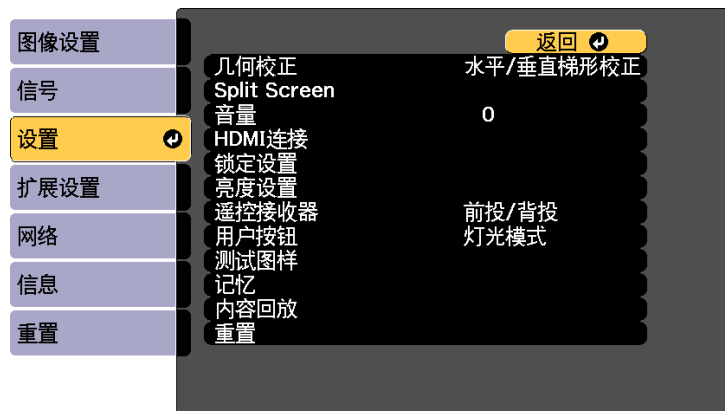 图像设置
信号
设置
扩展设置
网络
信息
重置
返回
几何校正 水平/垂直梯形校正
Split Screen
音量 0
HDMI连接
锁定设置
亮度设置
遥控接收器 前投/背投
用户按钮 灯光模式
测试图样
记忆
内容回放
重置